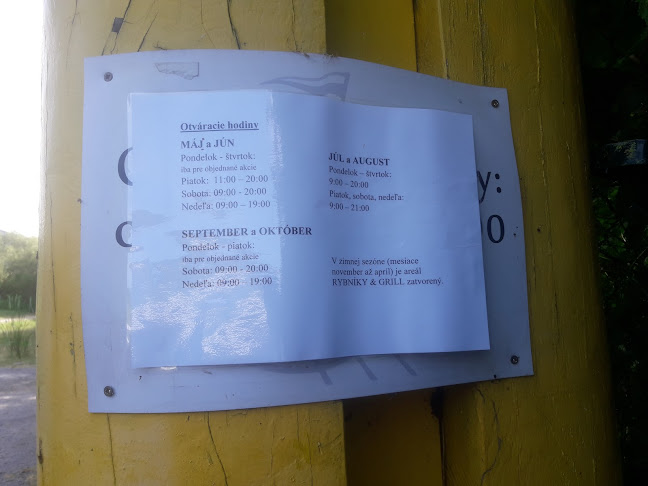 Otváracie hodiny
MÁJ a JÚN
Pondelok - štvrtok:
iba pre objednané akcie
Piatok: 11:00 – 20:00
Sobota: 09:00 - 20:00
Nedeľa: 09:00 – 19:00
SEPTEMBER a OKTÓBER
Pondelok - piatok:
iba pre objednané akcie
Sobota: 09:00 - 20:00
Nedeľa: 09:00 – 19:00
JÚL a AUGUST
Pondelok – štvrtok:
9:00 – 20:00
Piatok, sobota, nedeľa:
9:00 – 21:00
V zimnej sezóne (mesiace
november až apríl) je areál
RYBNÍKY & GRILL zatvorený.